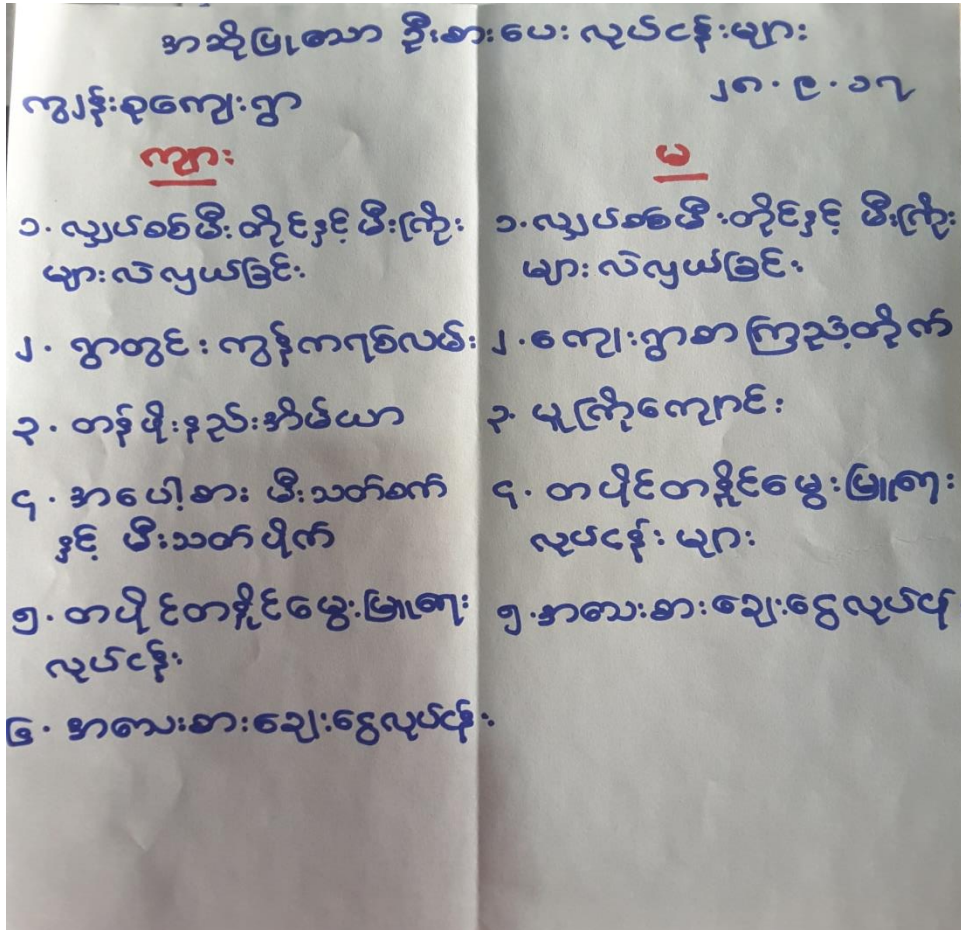 အဆိုပြုသော ဦးစားပေး လုပ်ငန်းများ
၂၈.၉.၁၇
ကျွန်းစုကျေးရွာ
ကျား
၁. လျှပ်စစ်မီးတိုင်နှင့် မီးကြိုး
များလဲလှယ်ခြင်း
၂. ရွာတွင်း ကွန်ကရစ်လမ်း
၃. တန်ဖိုးနည်းအိမ်ယာ
၄. အပေါ့စား မီးသတ်စက်
နှင့် မီးသတ်ပိုက်
၅. တပိုင်တနိုင်မွေးမြူရေး
လုပ်ငန်း
၆. အသေးစားချေးငွေလုပ်ငန်း
မ
၁. လျှပ်စစ်မီးတိုင်နှင့် မီးကြိုး
များလဲလှယ်ခြင်း
၂. ကျေးရွာစာကြည့်တိုက်
၃. မူကြိုကျောင်း
၄. တပိုင်တနိုင်မွေးမြူရေး
လုပ်ငန်းများ
၅. အသေးစားချေးငွေလုပ်ငန်း